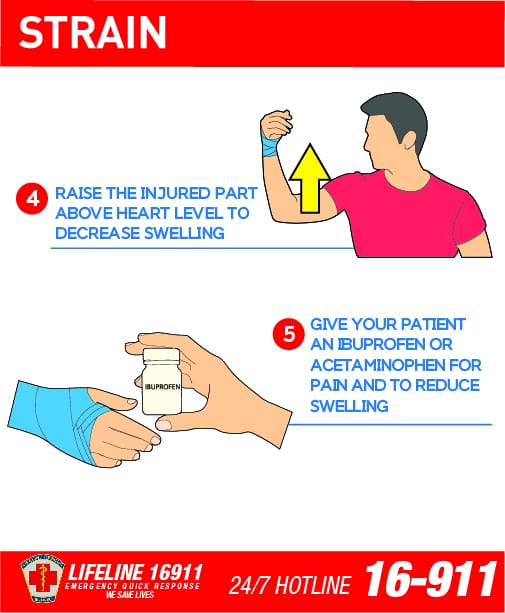 STRAIN
4
RAISE THE INJURED PART
ABOVE HEART LEVEL TO
DECREASE SWELLING
5
GIVE YOUR PATIENT
AN IBUPROFEN OR
ACETAMINOPHEN FOR
PAIN AND TO REDUCE
SWELLING
IBUPROFEN
LIFELINE 16911
EMERGENCY QUICK RESPONSE
WE SAVE LIVES
24/7 HOTLINE 16-911